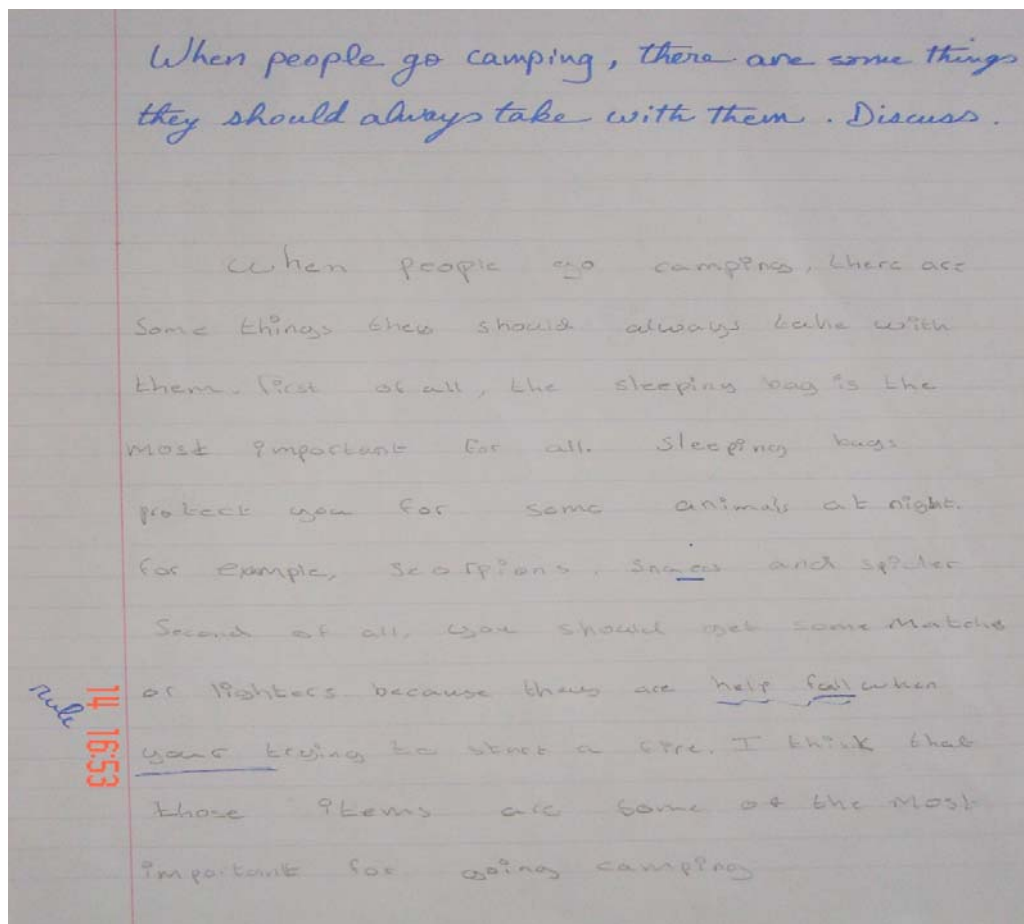 When people go camping, there are some things
they should always take with them. Discuss.
When people go camping, there are
Some things they should always take with
them. first of all, the sleeping bag is the
most important for all. Sleeping bags
protect you for some animals at night.
for example, Scorpions, snaces and spider
Second of all, you should get some matchs
or lighters because they are help full when
your trying to start a fire. I think that
those items are some of the most
important for going camping
rule
14 16:53